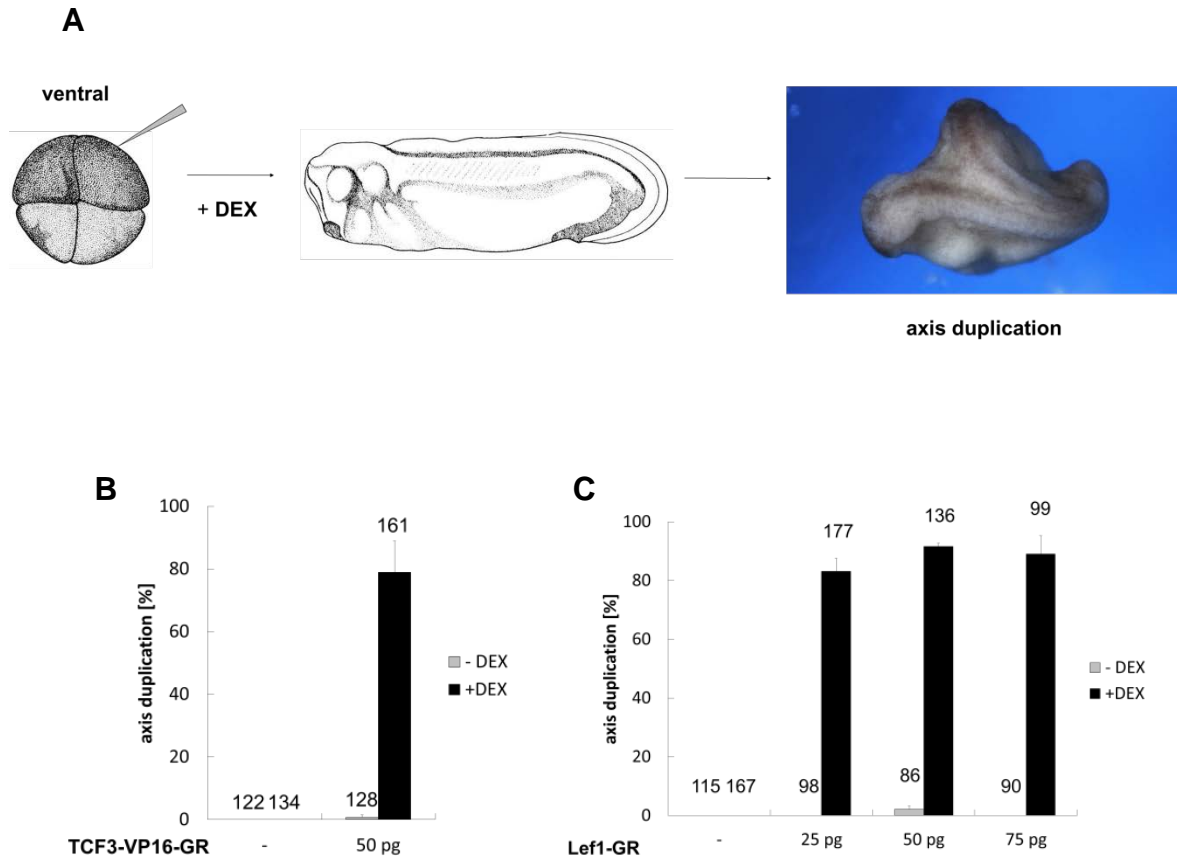 A
ventral
+ DEX
axis duplication
B
axis duplication [%]
100
80
60
40
20
0
122 134
128
161
- DEX
+DEX
TCF3-VP16-GR - 50 pg
C
axis duplication [%]
100
80
60
40
20
0
115 167
98
177
86
136
90
99
- DEX
+DEX
Lef1-GR - 25 pg 50 pg 75 pg